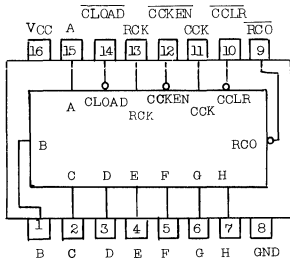 CLOAD CCKEN CCLR
VCC A RCK CCK RCO
16 15 14 13 12 11 10 9
A CLOAD RCK CCKEN CCK CCLR
B RCO
C D E F G H
1 2 3 4 5 6 7 8
B C D E F G H GND